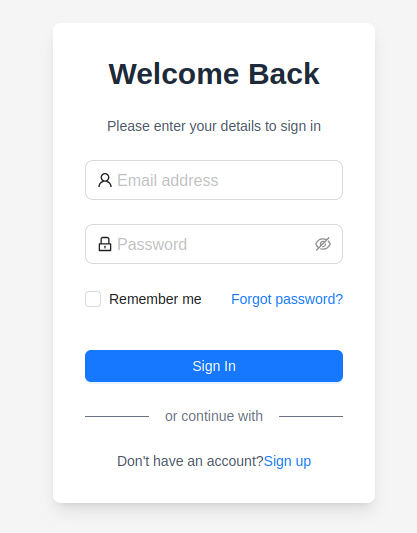 Welcome Back
Please enter your details to sign in
Email address
Password
Remember me Forgot password?
Sign In
or continue with
Don't have an account?Sign up